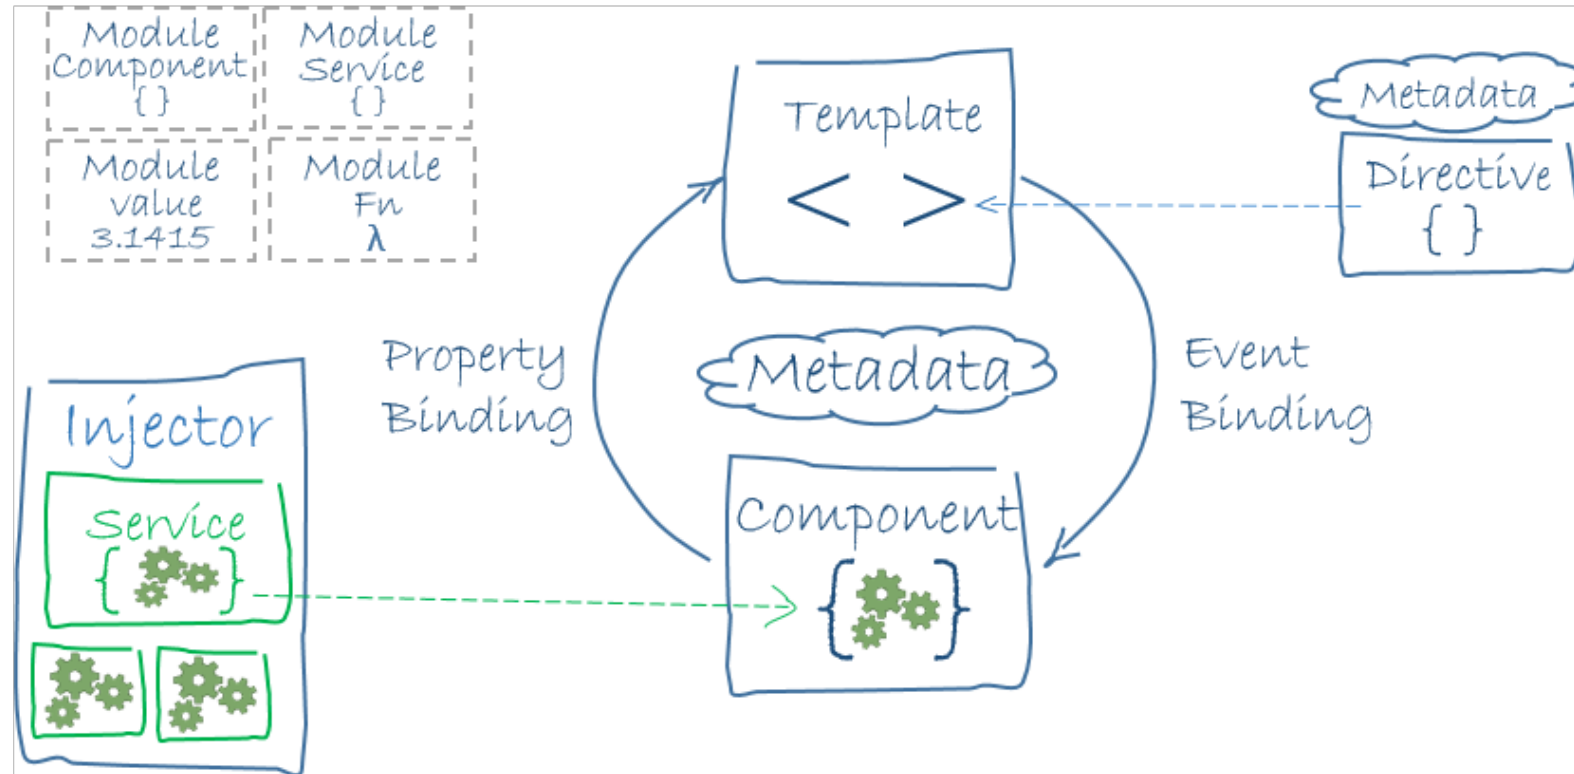 Module
Component
{ }
Module
Service
{ }
Module
value
3.1415
Module
Fn
λ
Template
< >
Metadata
Directive
{ }
Property
Binding
Metadata
Event
Binding
Injector
Service
{ }
Component
{ }